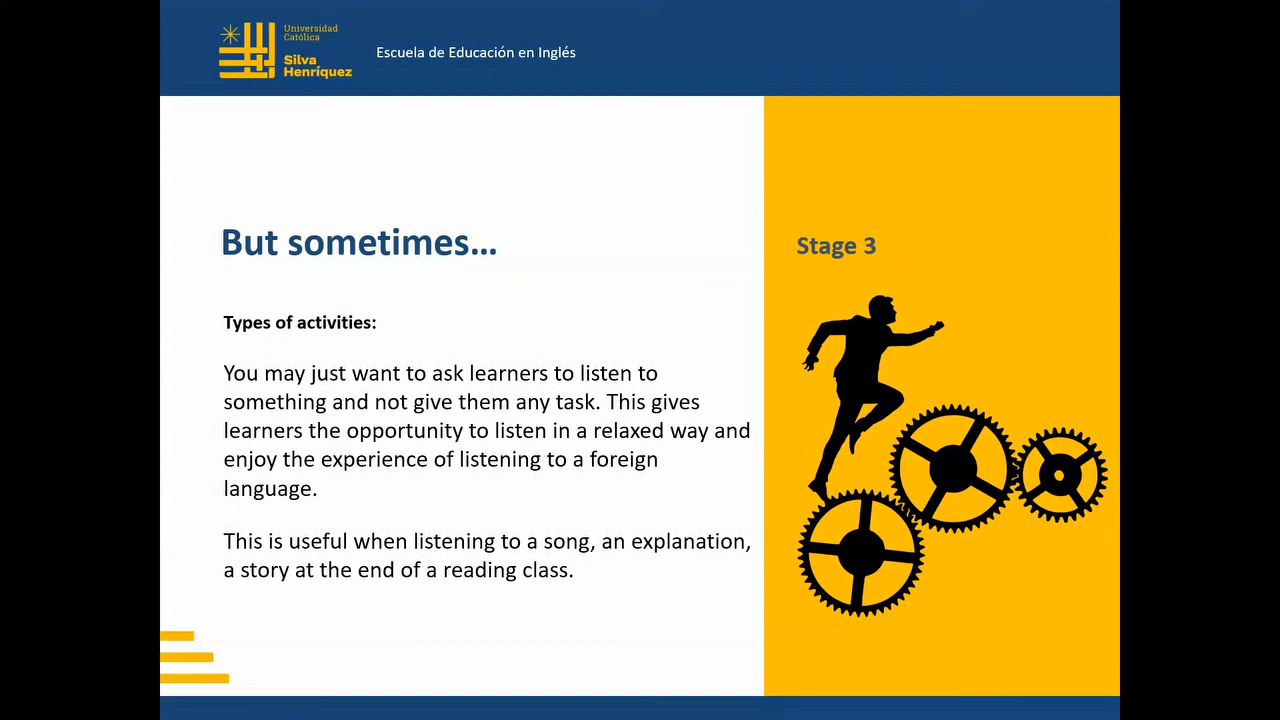 Universidad
Católica
Silva
Henríquez
Escuela de Educación en Inglés
But sometimes...
Stage 3
Types of activities:
You may just want to ask learners to listen to
something and not give them any task. This gives
learners the opportunity to listen in a relaxed way and
enjoy the experience of listening to a foreign
language.
This is useful when listening to a song, an explanation,
a story at the end of a reading class.